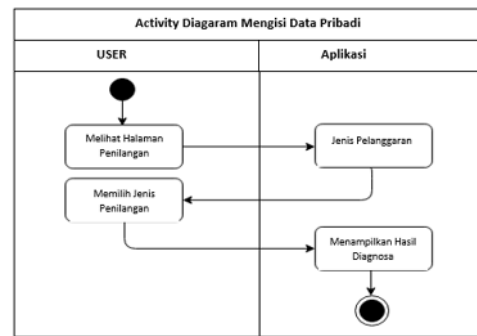 Activity Diagaram Mengisi Data Pribadi
USER
Aplikasi
Melihat Halaman
Penilangan
Jenis Pelanggaran
Memilih Jenis
Penilangan
Menampilkan Hasil
Diagnosa